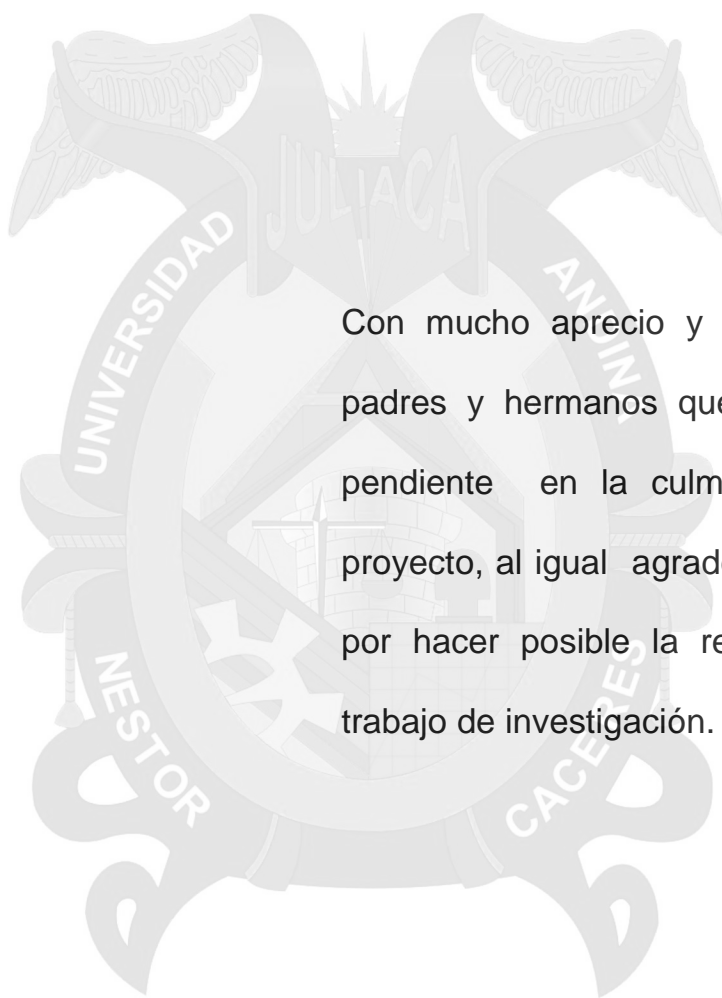 JULIACA
UNIVERSIDAD
ANDIN
NESTOR
CACERES
Con mucho aprecio y
padres y hermanos que
pendiente en la culm
proyecto, al igual agrad
por hacer posible la re
trabajo de investigación.